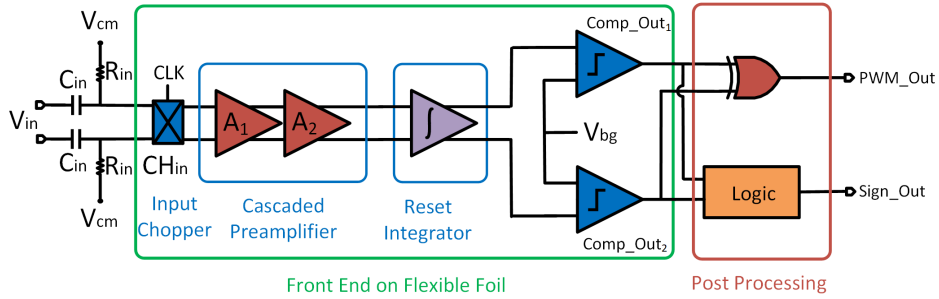 Vcm
Comp_Out1
Cin
Rin
CLK
PWM_Out
Vin
A1
A2
∫
Vbg
Cin
Rin
CHin
Logic
Sign_Out
Vcm
Input
Chopper
Cascaded
Preamplifier
Reset
Integrator
Comp_Out2
Front End on Flexible Foil
Post Processing